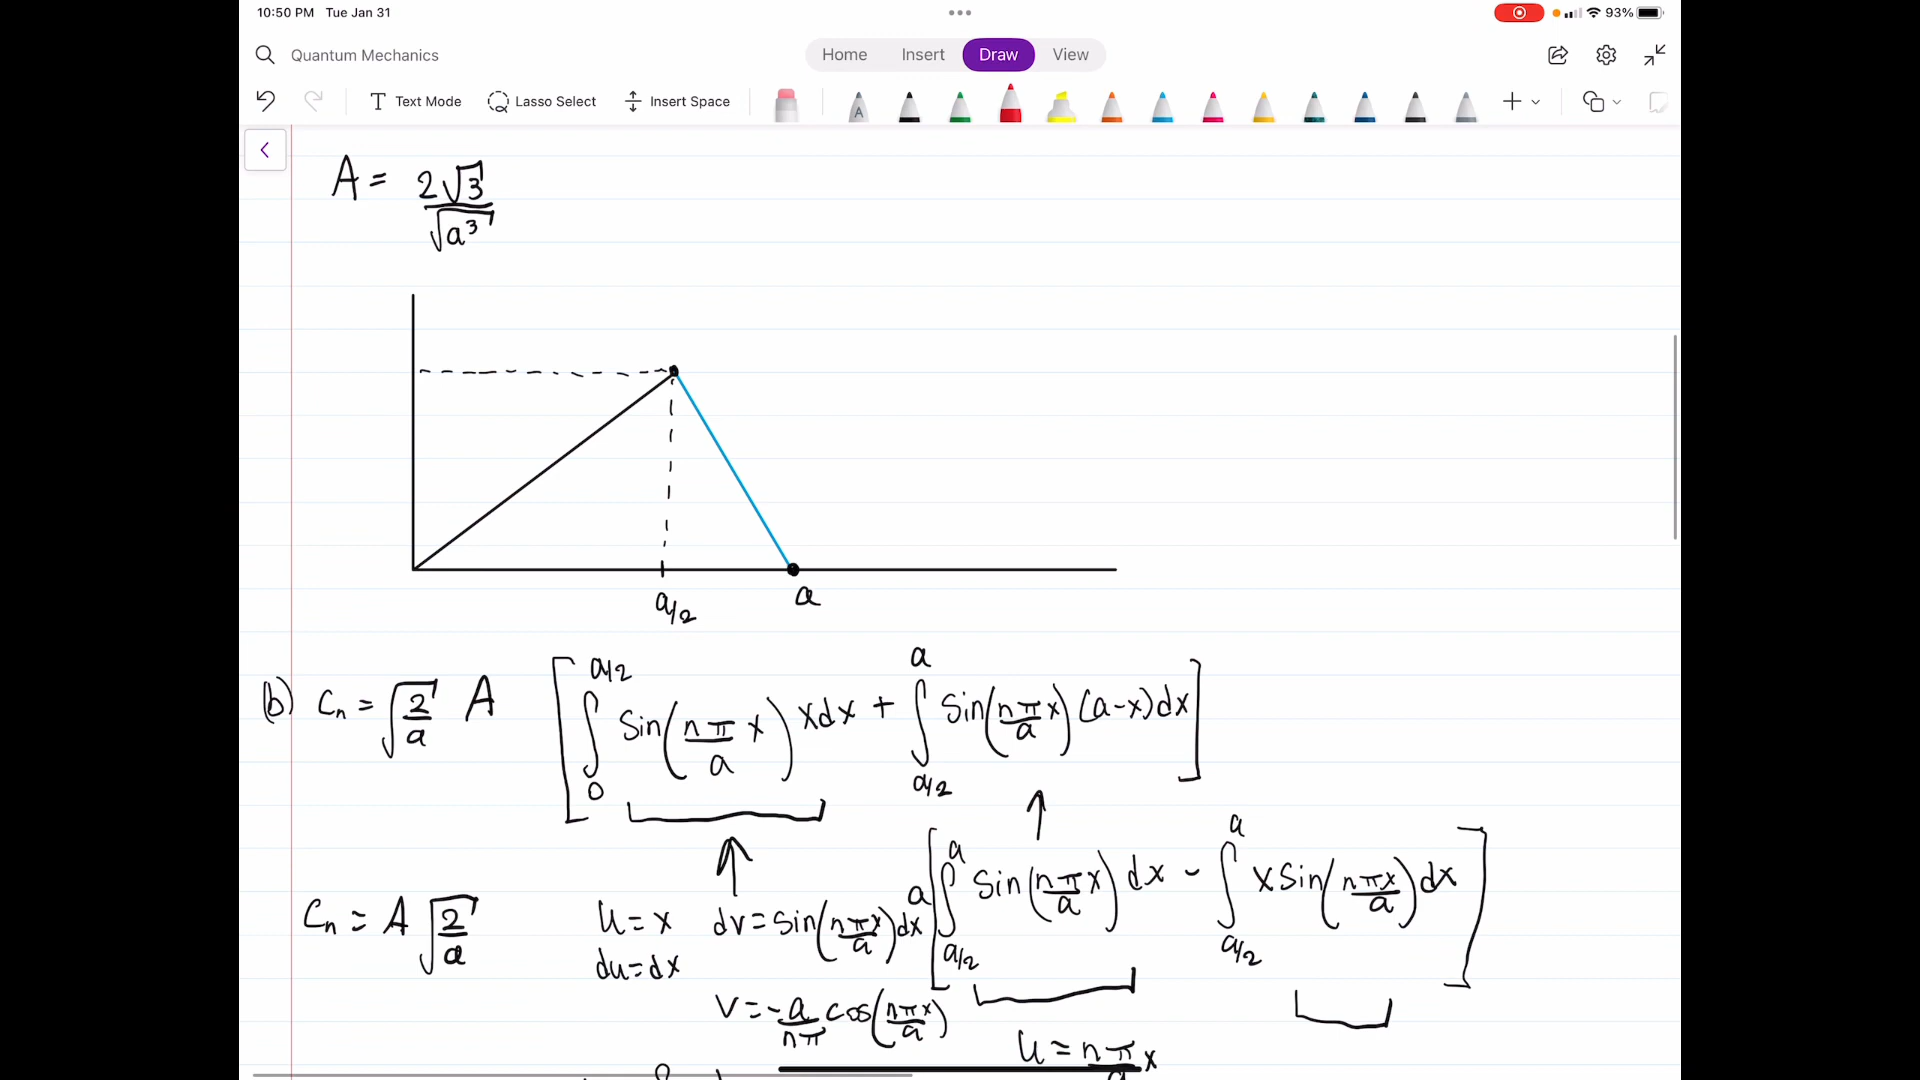 10:50 PM Tue Jan 31
93%
Quantum Mechanics
Home Insert Draw View
Text Mode Lasso Select Insert Space
A
A = 2√3 / √a³
a/2 a
(b) Cn = √(2/a) A [ ∫₀^{a/2} Sin(nπ/a x) x dx + ∫_{a/2}^{a} Sin(nπ/a x) (a-x) dx ]
a [ ∫_{a/2}^{a} Sin(nπ/a x) dx - ∫_{a/2}^{a} x Sin(nπx/a) dx ]
Cn = A √(2/a)
u = x dv = Sin(nπx/a) dx
du = dx
v = -a/nπ cos(nπx/a)
u = nπ/a x